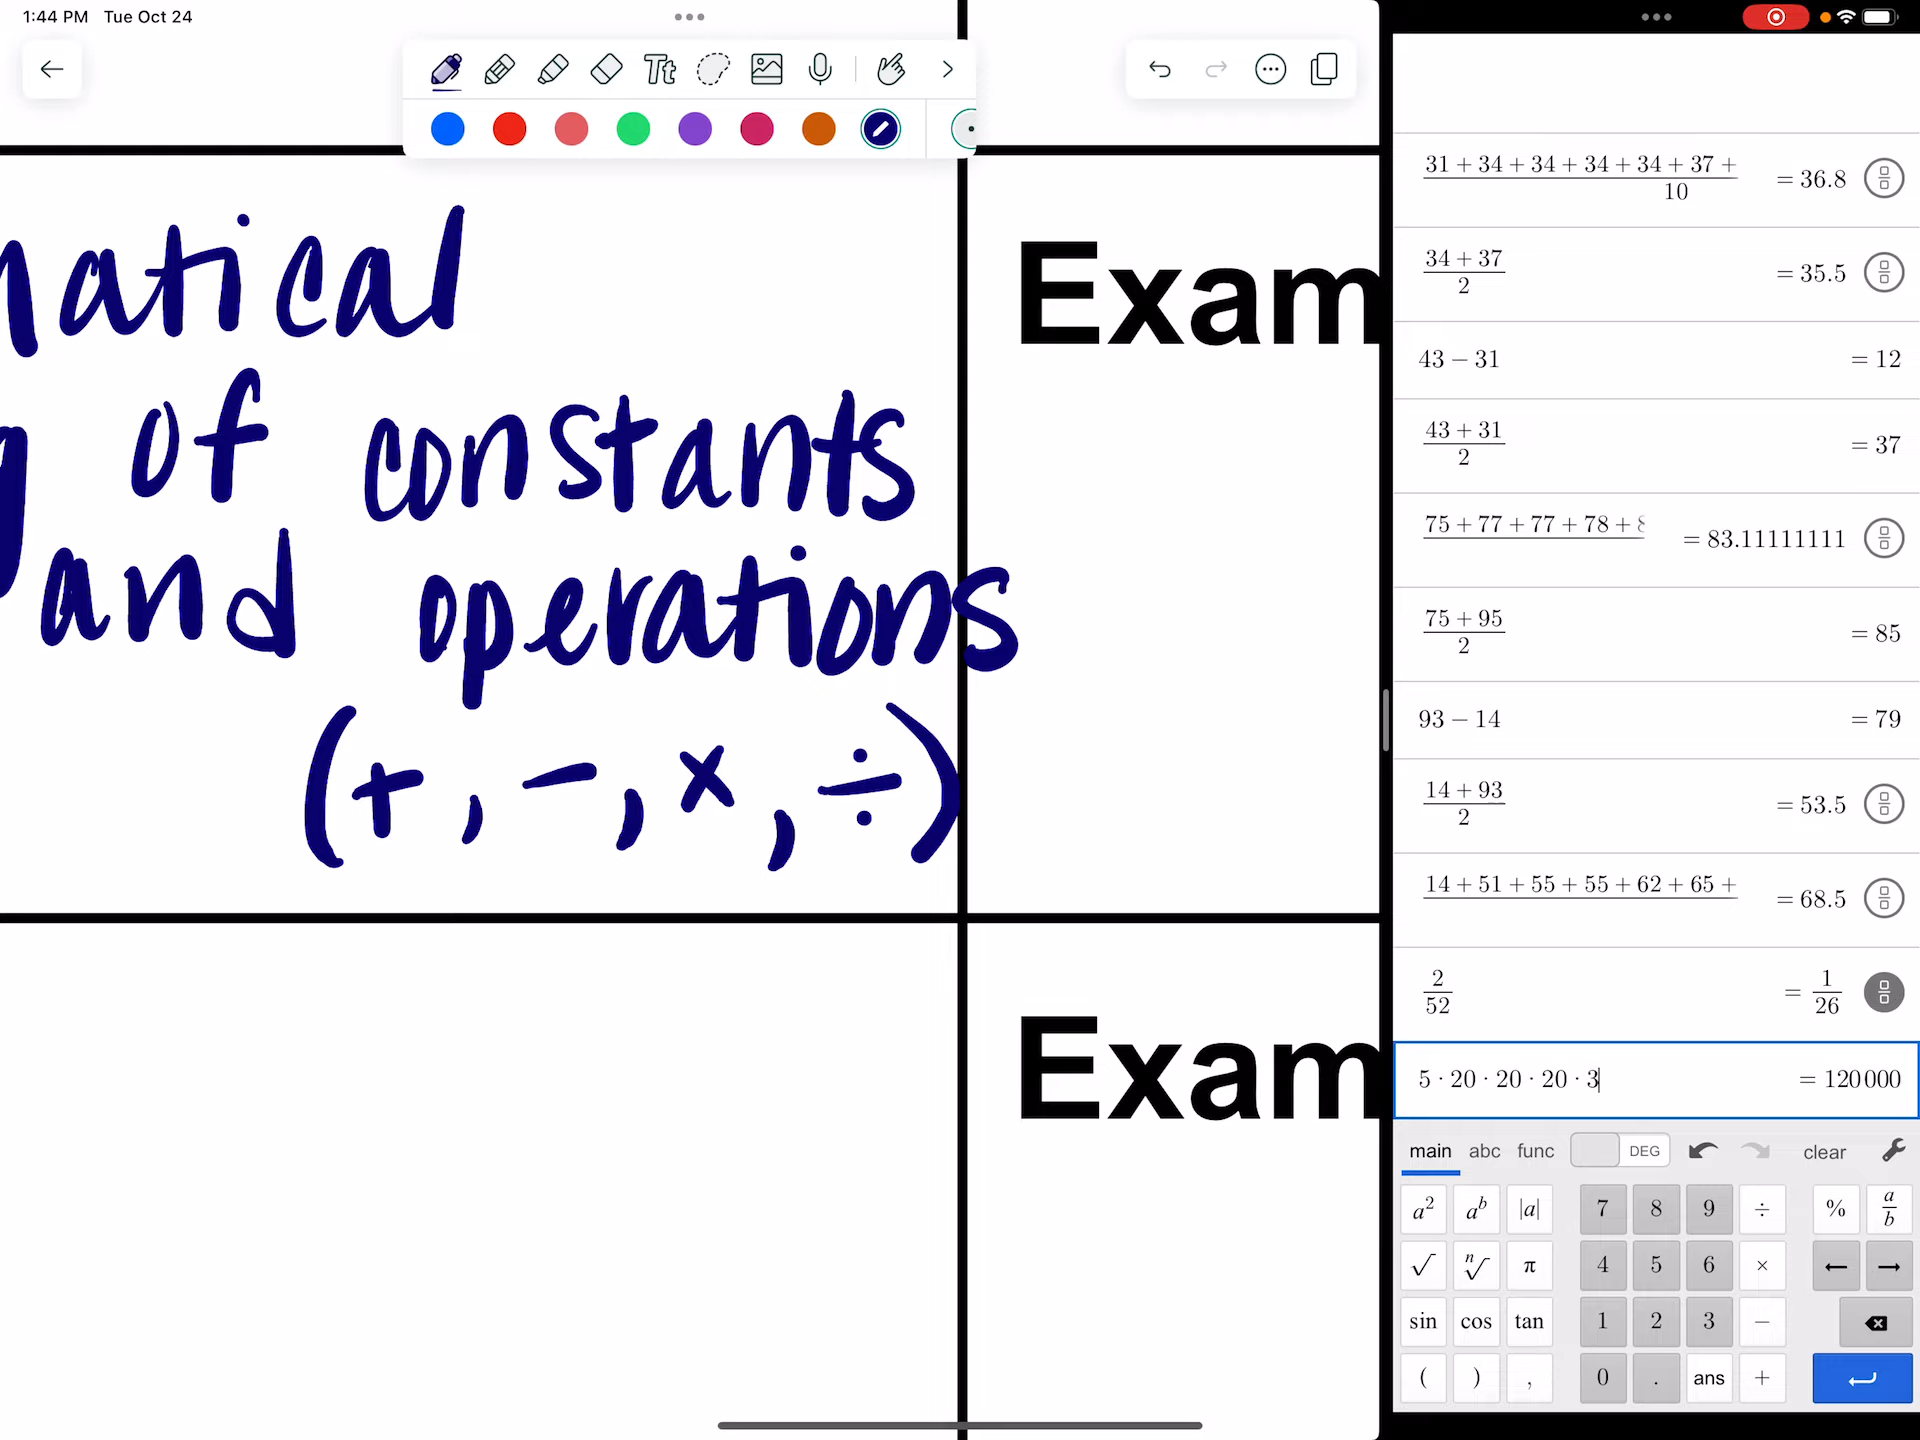 1:44 PM Tue Oct 24
Tt
atical
of constants
and operations
(+, -, ×, ÷)
Exam
Exam
31 + 34 + 34 + 34 + 34 + 37 +
10
= 36.8
34 + 37
2
= 35.5
43 − 31
= 12
43 + 31
2
= 37
75 + 77 + 77 + 78 +
= 83.11111111
75 + 95
2
= 85
93 − 14
= 79
14 + 93
2
= 53.5
14 + 51 + 55 + 55 + 62 + 65 +
= 68.5
2
52
= 1
26
5 · 20 · 20 · 20 · 3
= 120000
main abc func DEG clear
a² aᵇ |a| 7 8 9 ÷ % a/b
√ ⁿ√ π 4 5 6 × ← →
sin cos tan 1 2 3 −
( ) , 0 . ans +